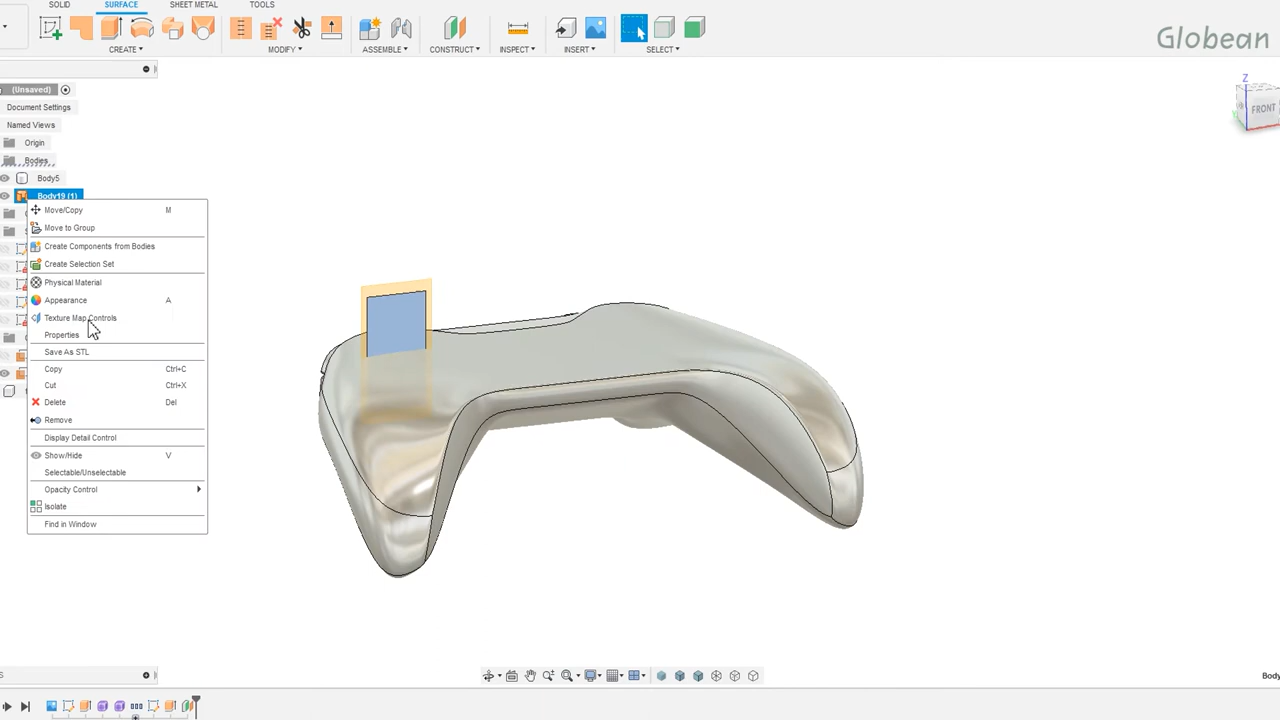 SOLID SURFACE SHEET METAL TOOLS
CREATE MODIFY ASSEMBLE CONSTRUCT INSPECT INSERT SELECT
Globean
(Unsaved)
Document Settings
Named Views
Origin
Bodies
Body5
Body19 (1)
Move/Copy M
Move to Group
Create Components from Bodies
Create Selection Set
Physical Material
Appearance A
Texture Map Controls
Properties
Save As STL
Copy Ctrl+C
Cut Ctrl+X
Delete Del
Remove
Display Detail Control
Show/Hide V
Selectable/Unselectable
Opacity Control
Isolate
Find in Window
Z
FRONT
S
Body